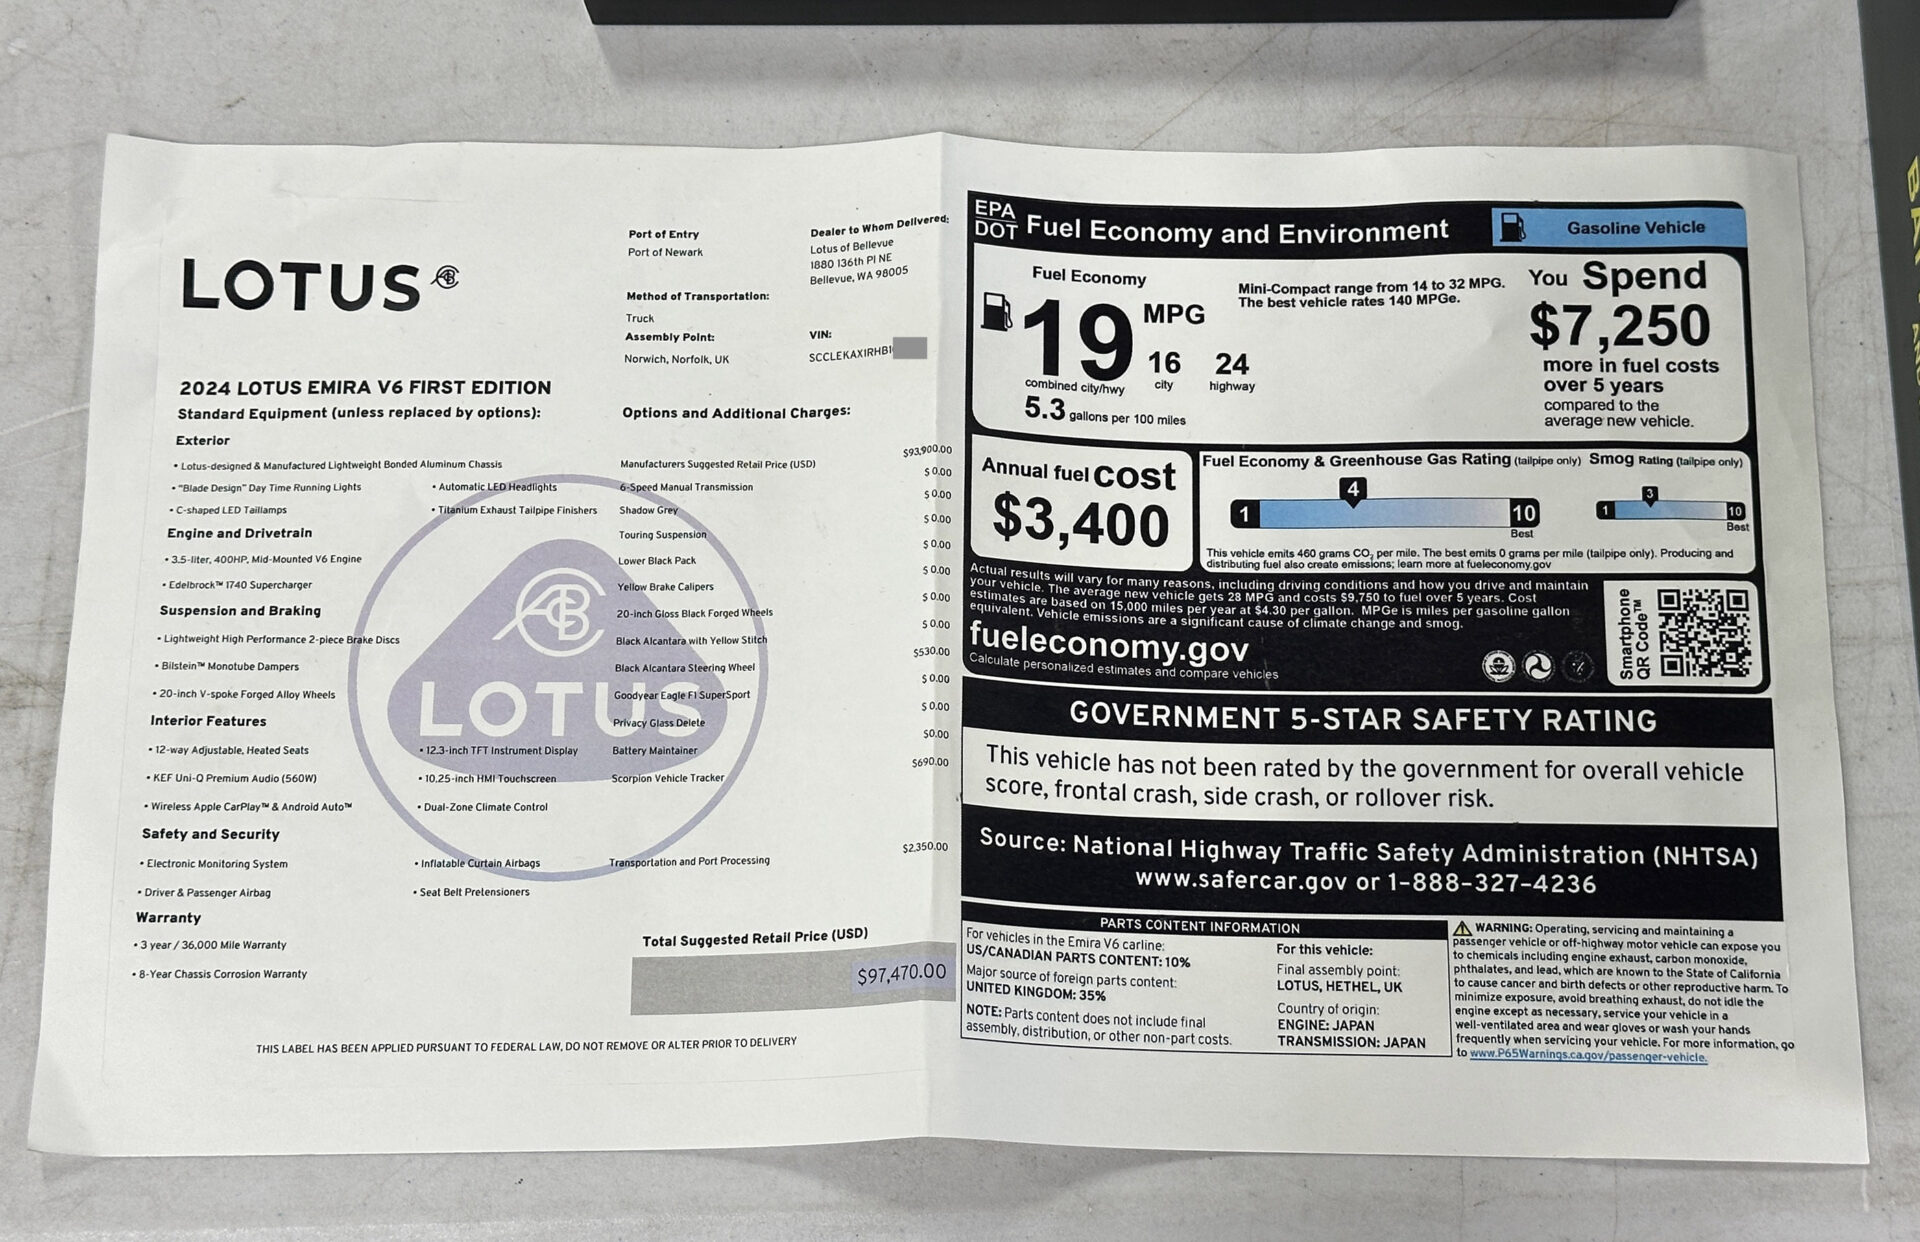 LOTUS
Port of Entry
Port of Newark
Method of Transportation:
Truck
Assembly Point:
Norwich, Norfolk, UK
Dealer to Whom Delivered:
Lotus of Bellevue
1880 136th Pl NE
Bellevue, WA 98005
VIN:
SCCLEKAXIRHB
2024 LOTUS EMIRA V6 FIRST EDITION
Standard Equipment (unless replaced by options):
Exterior
• Lotus-designed & Manufactured Lightweight Bonded Aluminum Chassis
• "Blade Design" Day Time Running Lights
• Automatic LED Headlights
• C-shaped LED Taillamps
• Titanium Exhaust Tailpipe Finishers
Engine and Drivetrain
• 3.5-liter, 400HP, Mid-Mounted V6 Engine
• Edelbrock™ 1740 Supercharger
Suspension and Braking
• Lightweight High Performance 2-piece Brake Discs
• Bilstein™ Monotube Dampers
• 20-inch V-spoke Forged Alloy Wheels
Interior Features
• 12-way Adjustable, Heated Seats
• 12.3-inch TFT Instrument Display
• KEF Uni-Q Premium Audio (560W)
• 10.25-inch HMI Touchscreen
• Wireless Apple CarPlay™ & Android Auto™
• Dual-Zone Climate Control
Safety and Security
• Electronic Monitoring System
• Inflatable Curtain Airbags
• Driver & Passenger Airbag
• Seat Belt Pretensioners
Warranty
• 3 year / 36,000 Mile Warranty
• 8-Year Chassis Corrosion Warranty
LOTUS
Options and Additional Charges:
Manufacturers Suggested Retail Price (USD) $93,900.00
6-Speed Manual Transmission $0.00
Shadow Grey $0.00
Touring Suspension $0.00
Lower Black Pack $0.00
Yellow Brake Calipers $0.00
20-inch Gloss Black Forged Wheels $0.00
Black Alcantara with Yellow Stitch $0.00
Black Alcantara Steering Wheel $530.00
Goodyear Eagle F1 SuperSport $0.00
Privacy Glass Delete $0.00
Battery Maintainer $0.00
Scorpion Vehicle Tracker $690.00
Transportation and Port Processing $2,350.00
Total Suggested Retail Price (USD)
$97,470.00
THIS LABEL HAS BEEN APPLIED PURSUANT TO FEDERAL LAW, DO NOT REMOVE OR ALTER PRIOR TO DELIVERY
EPA
DOT
Fuel Economy and Environment
Gasoline Vehicle
Fuel Economy
19 MPG
combined city/hwy
16
city
24
highway
5.3 gallons per 100 miles
Mini-Compact range from 14 to 32 MPG.
The best vehicle rates 140 MPGe.
You Spend
$7,250
more in fuel costs
over 5 years
compared to the
average new vehicle.
Annual fuel cost
$3,400
Fuel Economy & Greenhouse Gas Rating (tailpipe only)
1
4
10
Best
Smog Rating (tailpipe only)
1
3
10
Best
This vehicle emits 460 grams CO2 per mile. The best emits 0 grams per mile (tailpipe only). Producing and
distributing fuel also create emissions; learn more at fueleconomy.gov
Actual results will vary for many reasons, including driving conditions and how you drive and maintain
your vehicle. The average new vehicle gets 28 MPG and costs $9,750 to fuel over 5 years. Cost
estimates are based on 15,000 miles per year at $4.30 per gallon. MPGe is miles per gasoline gallon
equivalent. Vehicle emissions are a significant cause of climate change and smog.
fueleconomy.gov
Calculate personalized estimates and compare vehicles
Smartphone
QR Code™
GOVERNMENT 5-STAR SAFETY RATING
This vehicle has not been rated by the government for overall vehicle
score, frontal crash, side crash, or rollover risk.
Source: National Highway Traffic Safety Administration (NHTSA)
www.safercar.gov or 1-888-327-4236
PARTS CONTENT INFORMATION
For vehicles in the Emira V6 carline:
US/CANADIAN PARTS CONTENT: 10%
Major source of foreign parts content:
UNITED KINGDOM: 35%
NOTE: Parts content does not include final
assembly, distribution, or other non-part costs.
For this vehicle:
Final assembly point:
LOTUS, HETHEL, UK
Country of origin:
ENGINE: JAPAN
TRANSMISSION: JAPAN
WARNING: Operating, servicing and maintaining a
passenger vehicle or off-highway motor vehicle can expose you
to chemicals including engine exhaust, carbon monoxide,
phthalates, and lead, which are known to the State of California
to cause cancer and birth defects or other reproductive harm. To
minimize exposure, avoid breathing exhaust, do not idle the
engine except as necessary, service your vehicle in a
well-ventilated area and wear gloves or wash your hands
frequently when servicing your vehicle. For more information, go
to www.P65Warnings.ca.gov/passenger-vehicle.